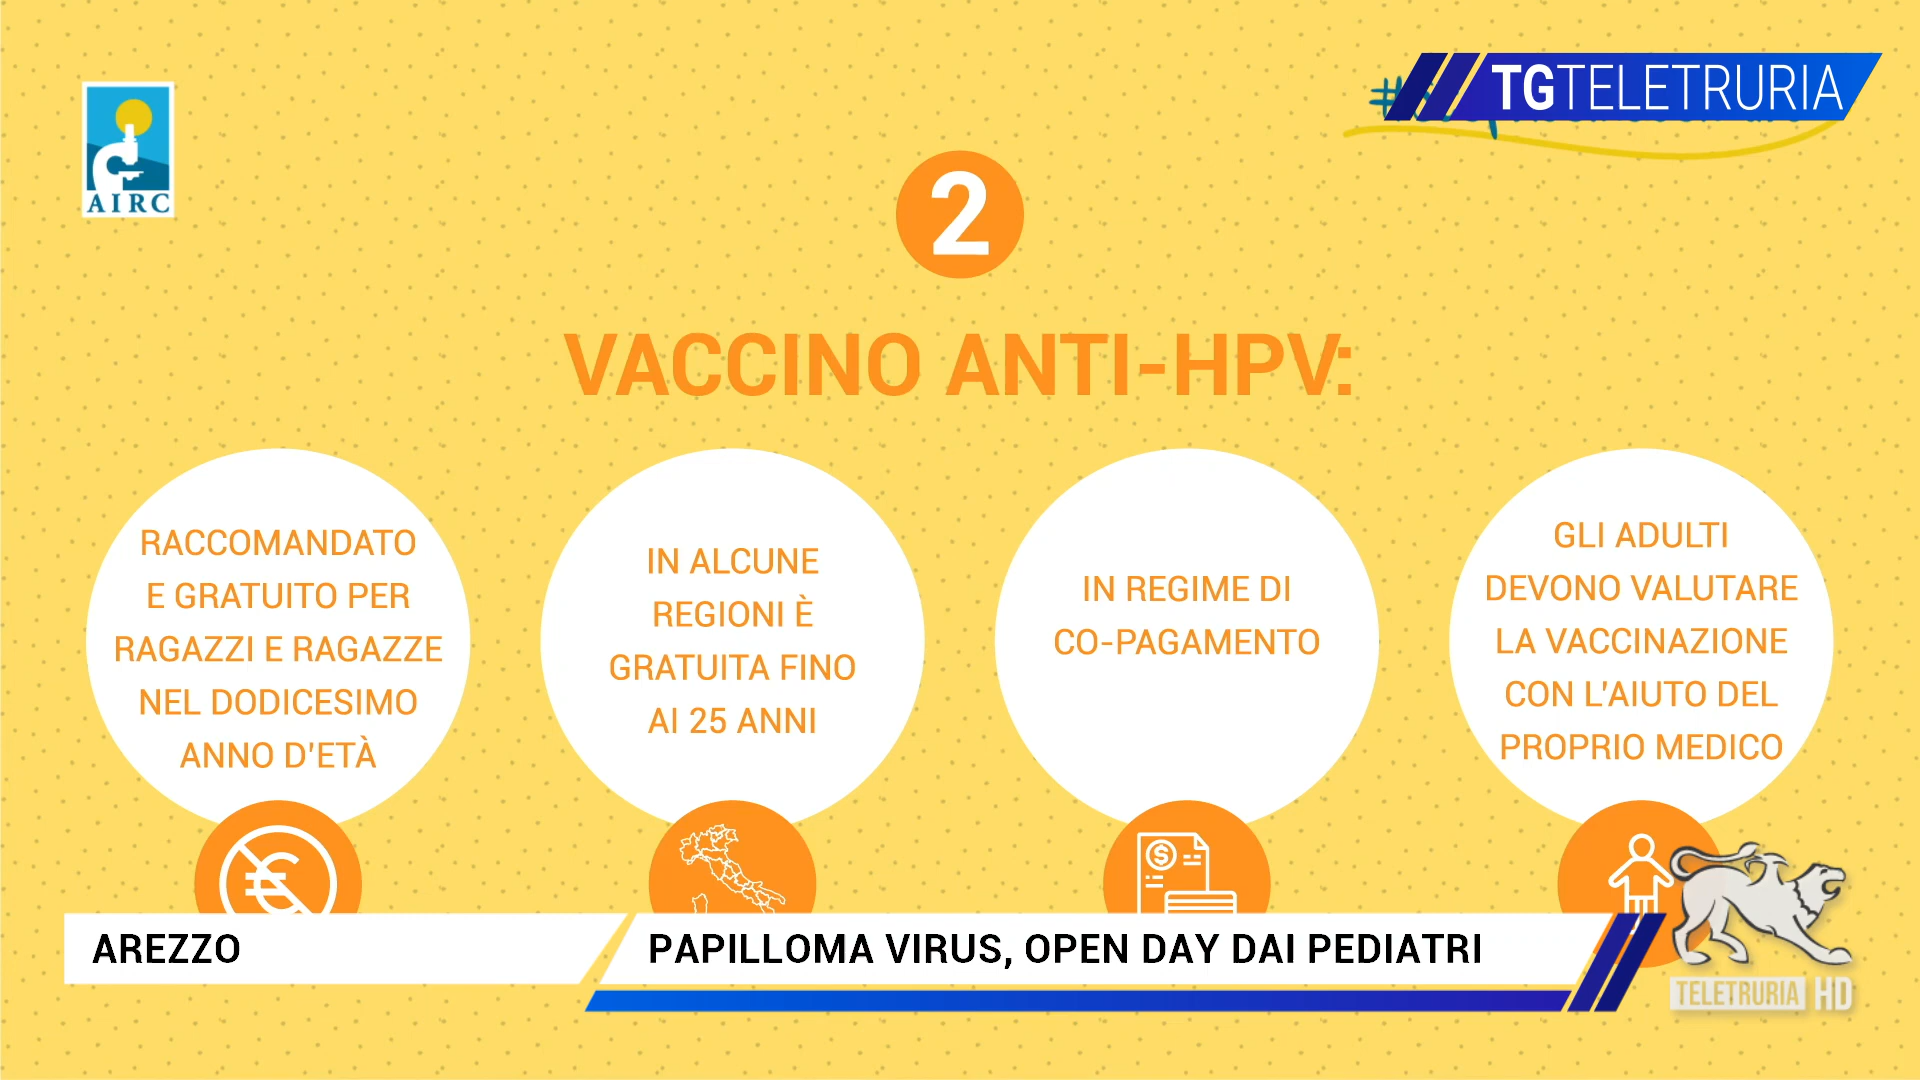 TGTELETRURIA
AIRC
2
VACCINO ANTI-HPV:
RACCOMANDATO
E GRATUITO PER
RAGAZZI E RAGAZZE
NEL DODICESIMO
ANNO D'ETÀ
IN ALCUNE
REGIONI È
GRATUITA FINO
AI 25 ANNI
IN REGIME DI
CO-PAGAMENTO
GLI ADULTI
DEVONO VALUTARE
LA VACCINAZIONE
CON L'AIUTO DEL
PROPRIO MEDICO
AREZZO
PAPILLOMA VIRUS, OPEN DAY DAI PEDIATRI
TELETRURIA HD